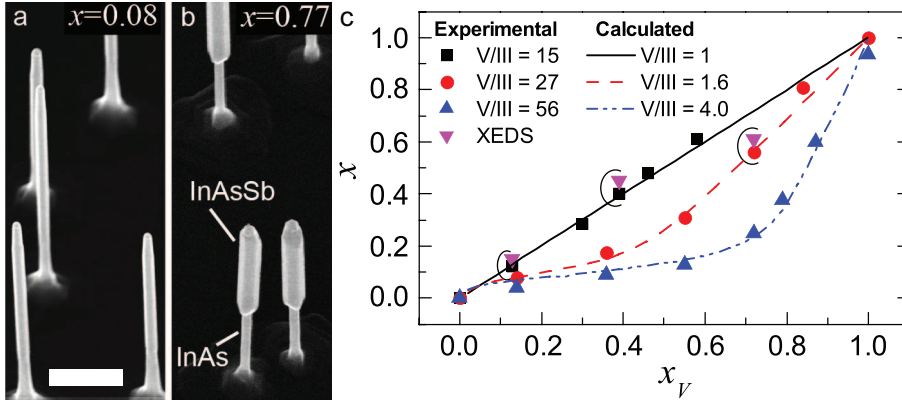 a
x=0.08
b
x=0.77
InAsSb
InAs
c
Experimental Calculated
V/III = 15 V/III = 1
V/III = 27 V/III = 1.6
V/III = 56 V/III = 4.0
XEDS
1.0
0.8
0.6
0.4
0.2
0.0
x
0.0 0.2 0.4 0.6 0.8 1.0
x_V